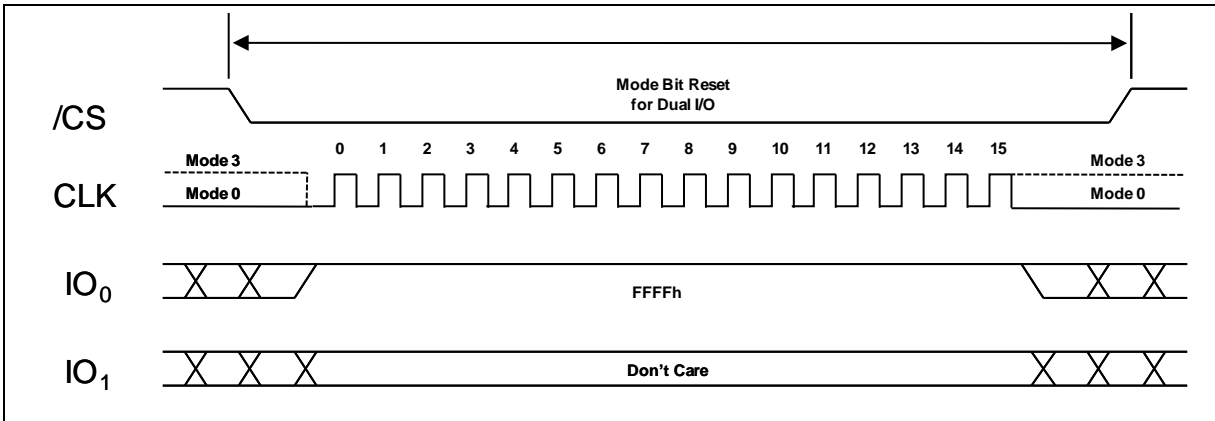 Mode Bit Reset
for Dual I/O
/CS
0 1 2 3 4 5 6 7 8 9 10 11 12 13 14 15
Mode 3
Mode 3
CLK
Mode 0
Mode 0
IO0
FFFFh
IO1
Don't Care